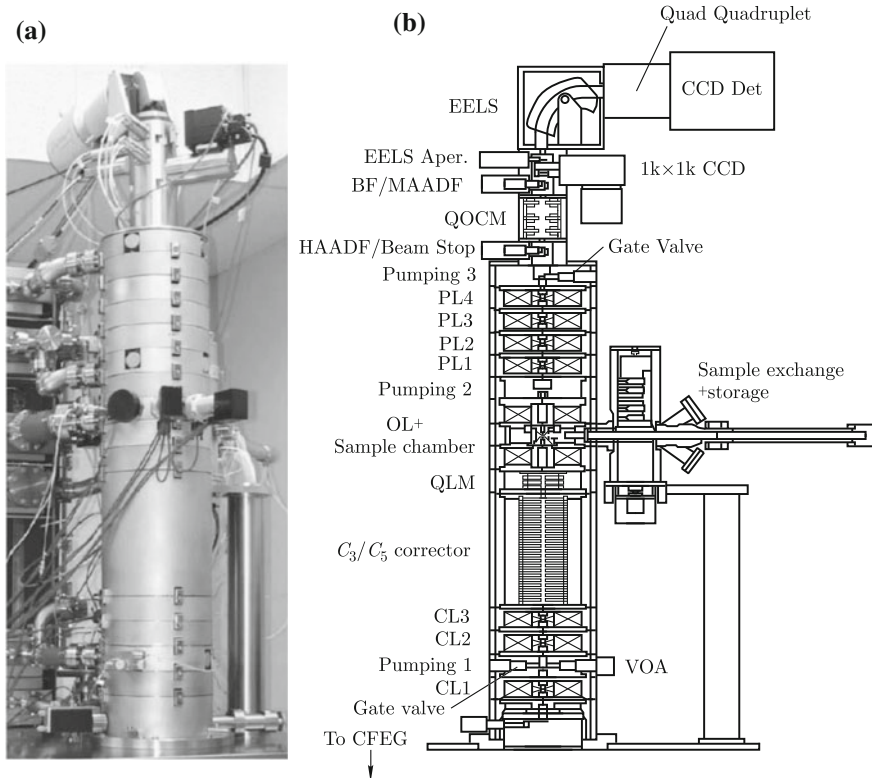 (a)
(b)
Quad Quadruplet
EELS
CCD Det
EELS Aper.
1k×1k CCD
BF/MAADF
QOCM
HAADF/Beam Stop
Gate Valve
Pumping 3
PL4
PL3
PL2
PL1
Sample exchange
+storage
Pumping 2
OL+
Sample chamber
QLM
C₃/C₅ corrector
CL3
CL2
Pumping 1
VOA
CL1
Gate valve
To CFEG